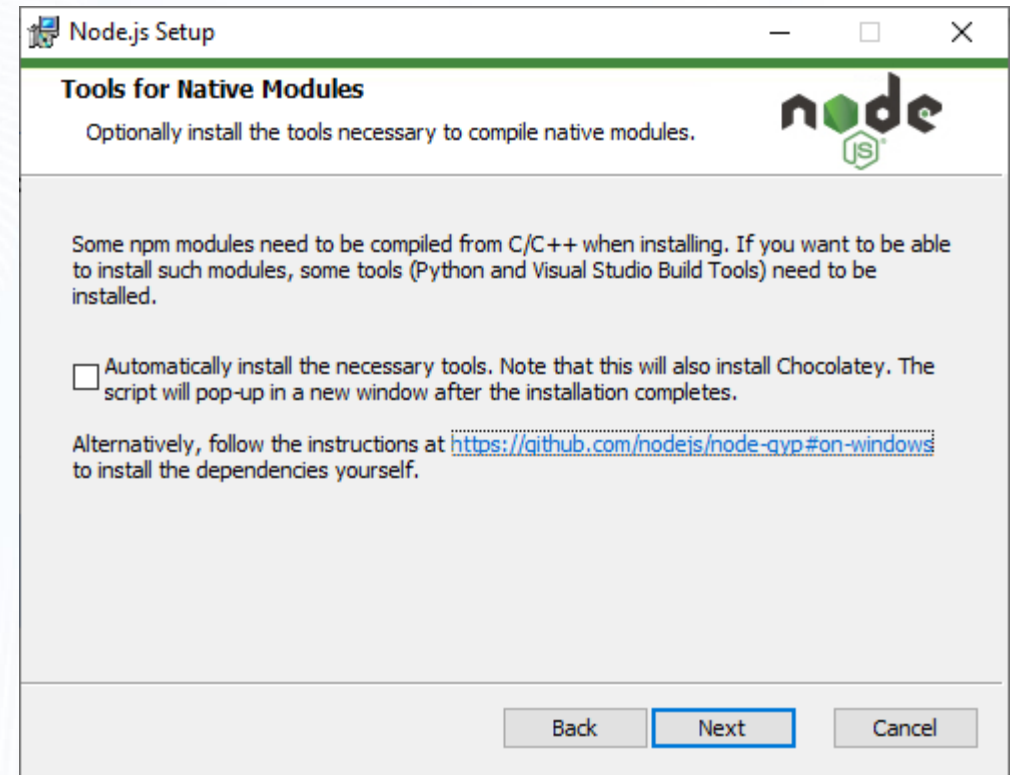 Node.js Setup
Tools for Native Modules
Optionally install the tools necessary to compile native modules.
node
JS
Some npm modules need to be compiled from C/C++ when installing. If you want to be able
to install such modules, some tools (Python and Visual Studio Build Tools) need to be
installed.
Automatically install the necessary tools. Note that this will also install Chocolatey. The
script will pop-up in a new window after the installation completes.
Alternatively, follow the instructions at https://github.com/nodejs/node-gyp#on-windows
to install the dependencies yourself.
Back Next Cancel